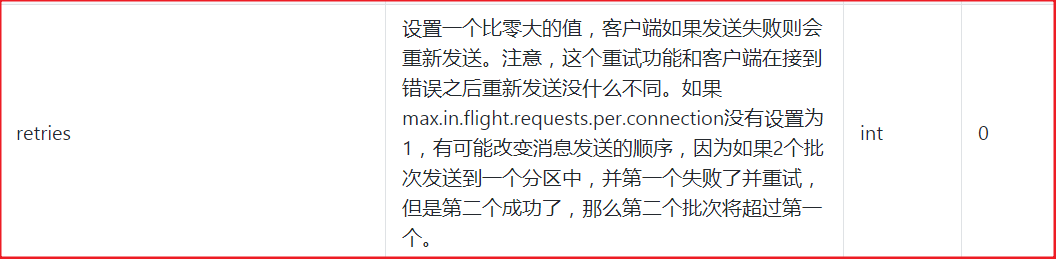 retries
设置一个比零大的值，客户端如果发送失败则会
重新发送。注意，这个重试功能和客户端在接到
错误之后重新发送没什么不同。如果
max.in.flight.requests.per.connection没有设置为
1，有可能改变消息发送的顺序，因为如果2个批
次发送到一个分区中，并第一个失败了并重试，
但是第二个成功了，那么第二个批次将超过第一
个。
int
0